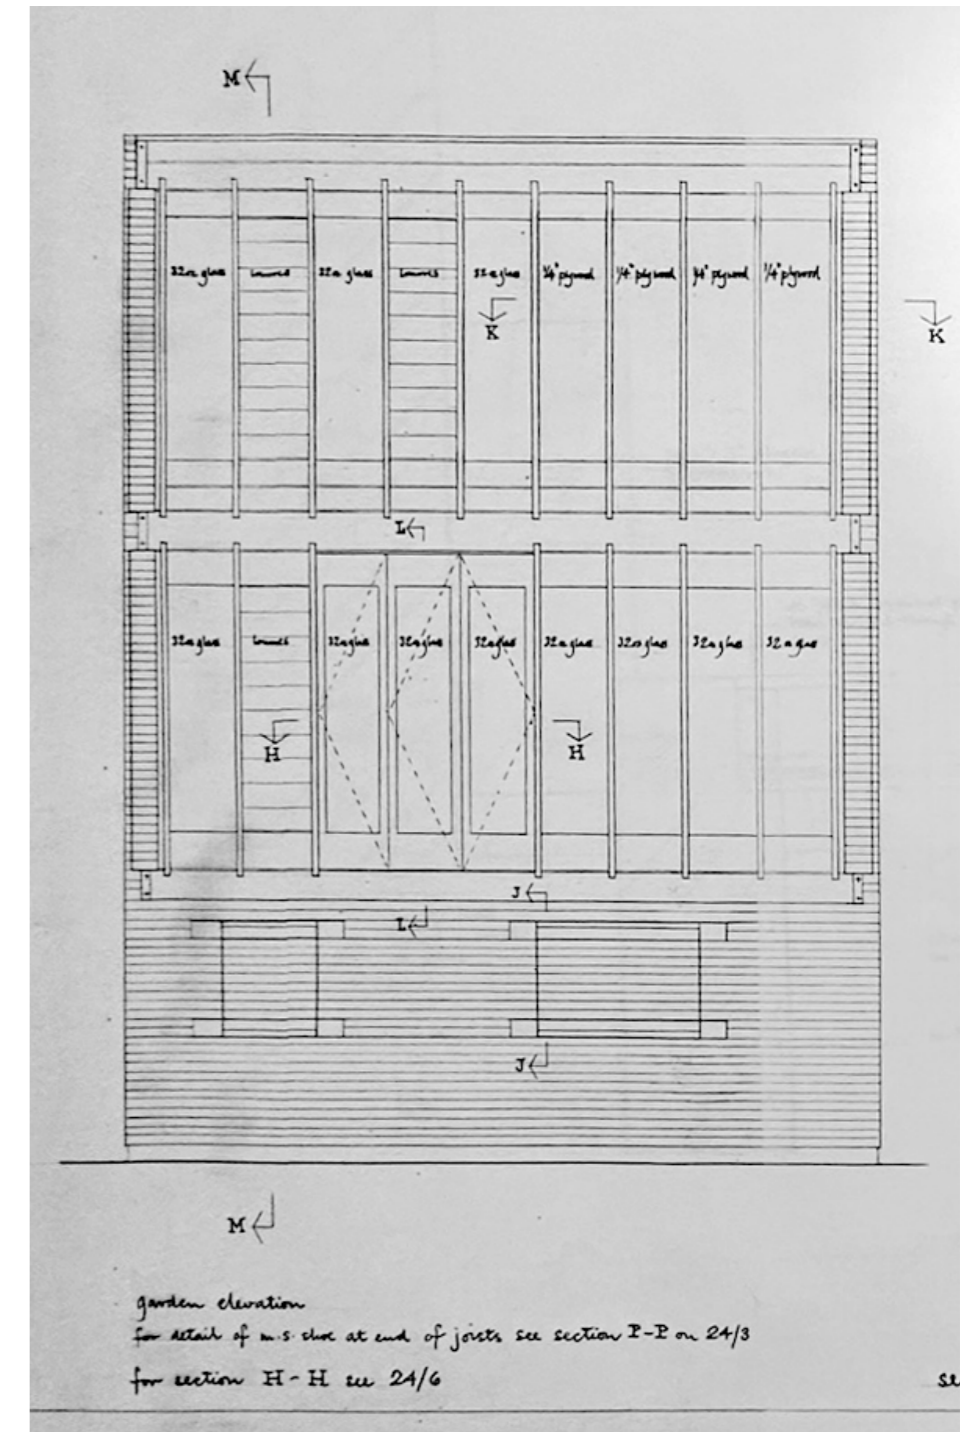 M
32oz glass louvres 32oz glass louvres 32oz glass 1/4" plywood 1/4" plywood 1/4" plywood 1/4" plywood
K K
L
32oz glass louvres 32oz glass 32oz glass 32oz glass 32oz glass 32oz glass 32oz glass 32oz glass
H H
J
L
J
M
garden elevation
for detail of m.s. shoe at end of joists see section P-P on 24/3
for section H-H see 24/6
se